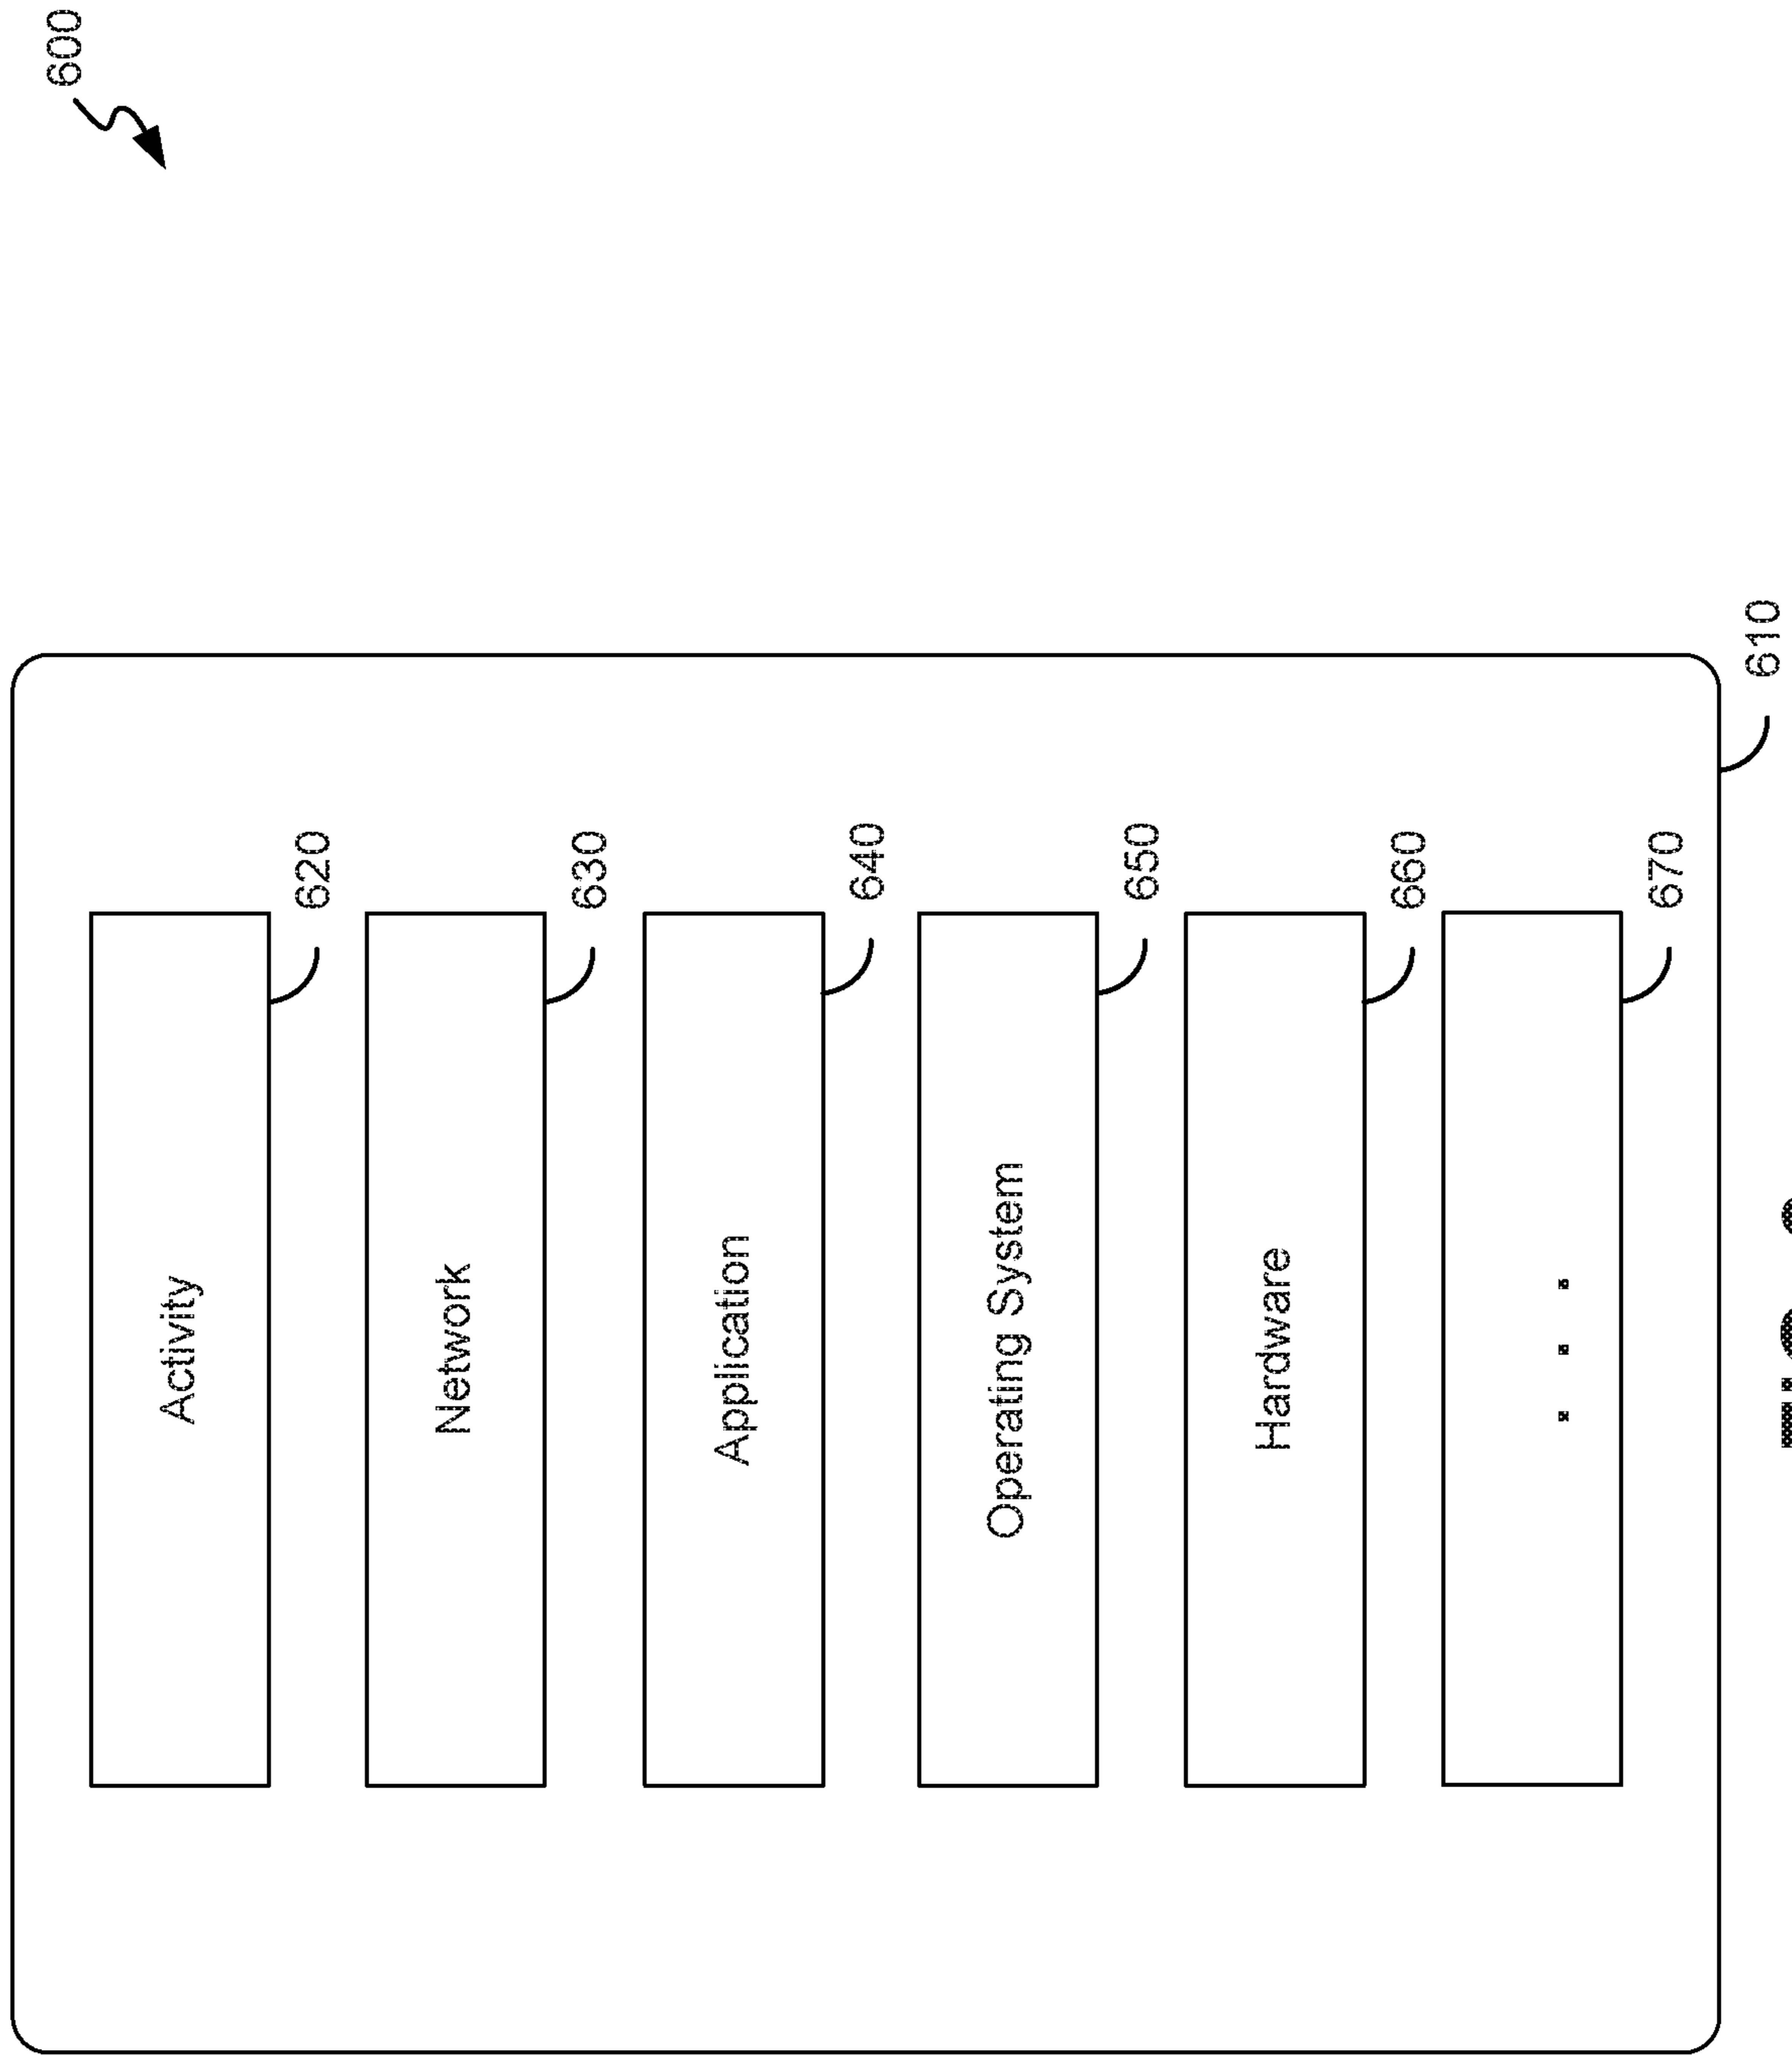 600
Activity
620
Network
630
Application
640
Operating System
650
Hardware
660
. . .
670
610